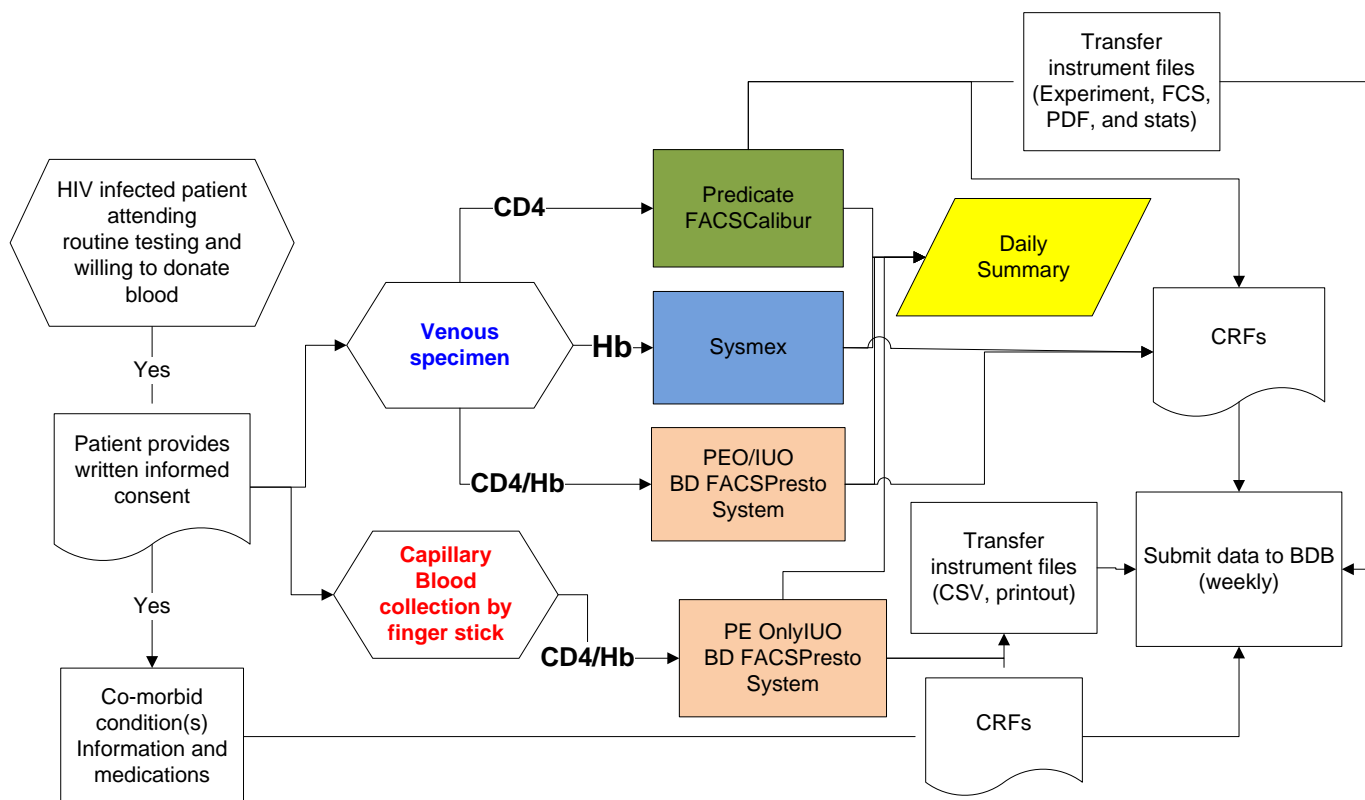 Transfer
instrument files
(Experiment, FCS,
PDF, and stats)
HIV infected patient
attending
routine testing and
willing to donate
blood
Yes
Patient provides
written informed
consent
Yes
Co-morbid
condition(s)
Information and
medications
CD4
Venous
specimen
Hb
CD4/Hb
Capillary
Blood
collection by
finger stick
CD4/Hb
Predicate
FACSCalibur
Sysmex
PEO/IUO
BD FACSPresto
System
PE OnlyIUO
BD FACSPresto
System
Daily
Summary
CRFs
Transfer
instrument files
(CSV, printout)
Submit data to BDB
(weekly)
CRFs